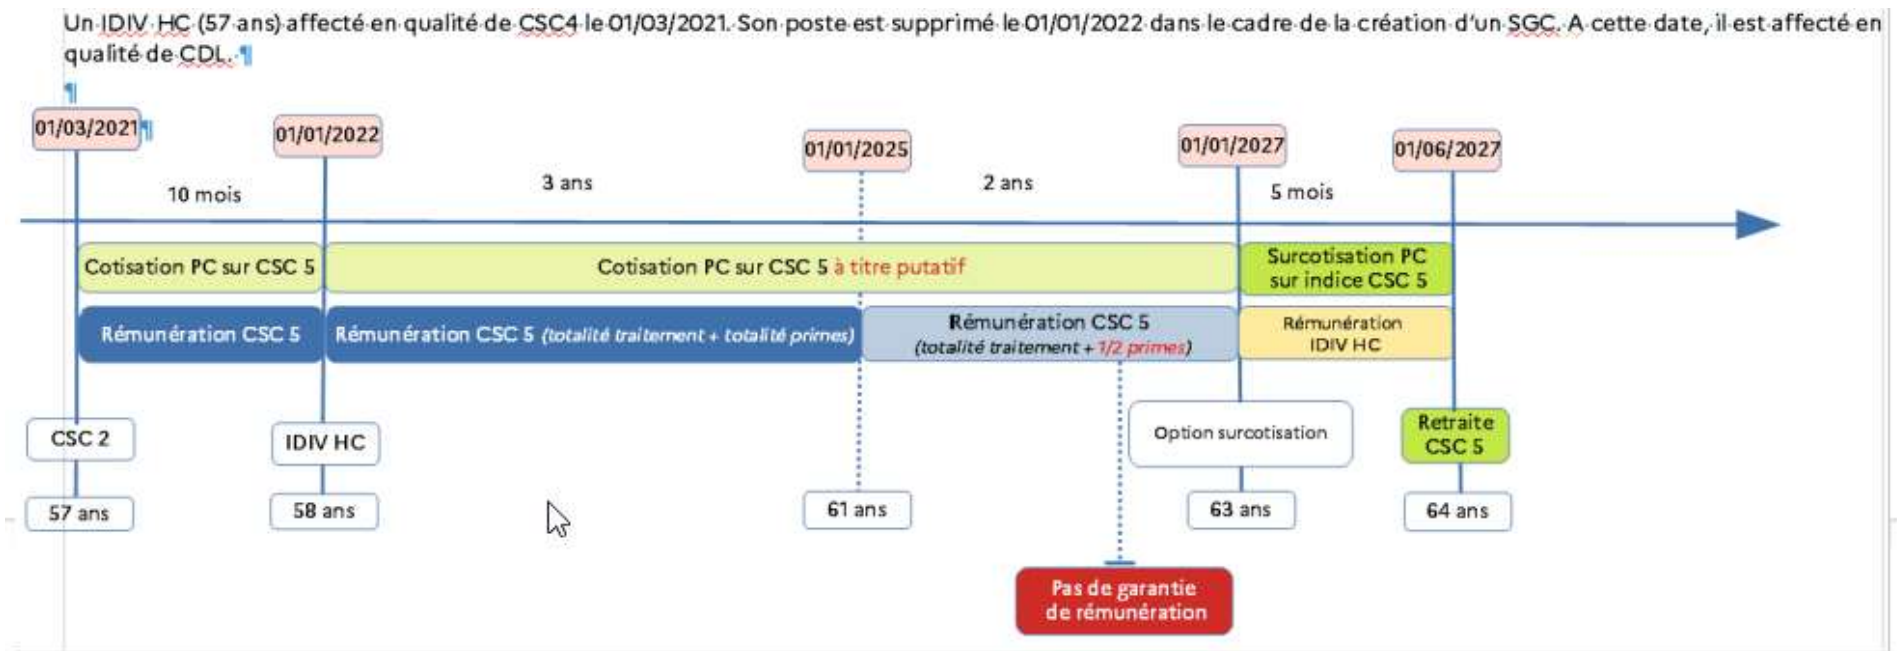 Un IDIV HC (57 ans) affecté en qualité de CSC4 le 01/03/2021. Son poste est supprimé le 01/01/2022 dans le cadre de la création d'un SGC. A cette date, il est affecté en
qualité de CDL. ¶
¶
01/03/2021 ¶
01/01/2022
01/01/2025
01/01/2027
01/06/2027
10 mois
3 ans
2 ans
5 mois
Cotisation PC sur CSC 5
Cotisation PC sur CSC 5 à titre putatif
Surcotisation PC
sur indice CSC 5
Rémunération CSC 5
Rémunération CSC 5 (totalité traitement + totalité primes)
Rémunération CSC 5
(totalité traitement + 1/2 primes)
Rémunération
IDIV HC
CSC 2
IDIV HC
Option surcotisation
Retraite
CSC 5
57 ans
58 ans
61 ans
63 ans
64 ans
Pas de garantie
de rémunération